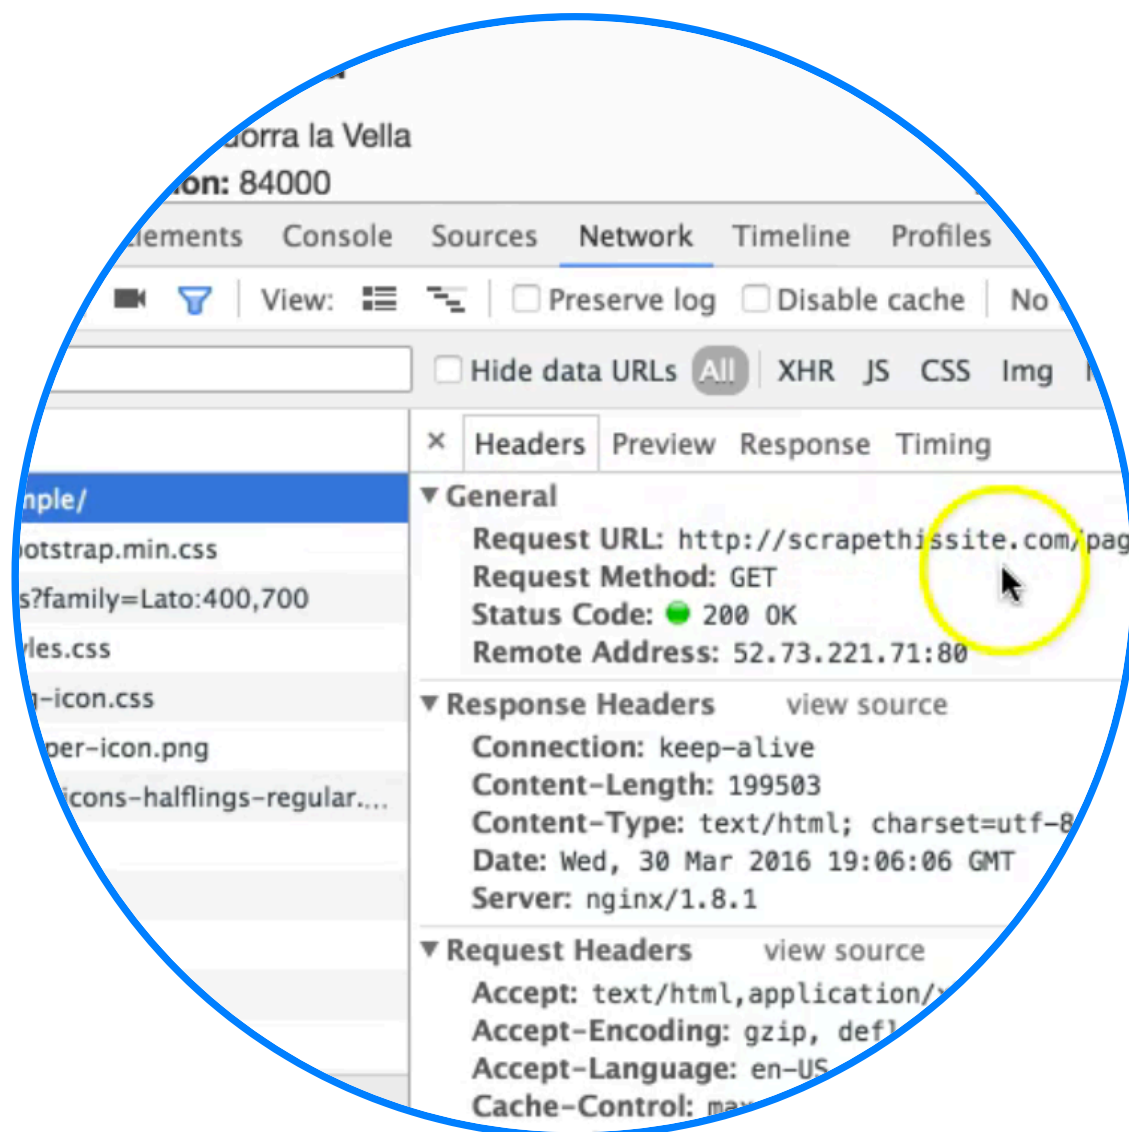 la Vella
84000
Console Sources Network Timeline Profiles
View: Preserve log Disable cache No
Hide data URLs All XHR JS CSS Img
× Headers Preview Response Timing
General
Request URL: http://scrapethissite.com/pag
Request Method: GET
Status Code: 200 OK
Remote Address: 52.73.221.71:80
Response Headers view source
Connection: keep-alive
Content-Length: 199503
Content-Type: text/html; charset=utf-8
Date: Wed, 30 Mar 2016 19:06:06 GMT
Server: nginx/1.8.1
Request Headers view source
Accept: text/html,application/
Accept-Encoding: gzip, defl
Accept-Language: en-US
Cache-Control:
mple/
ootstrap.min.css
s?family=Lato:400,700
les.css
-icon.css
per-icon.png
icons-halflings-regular....